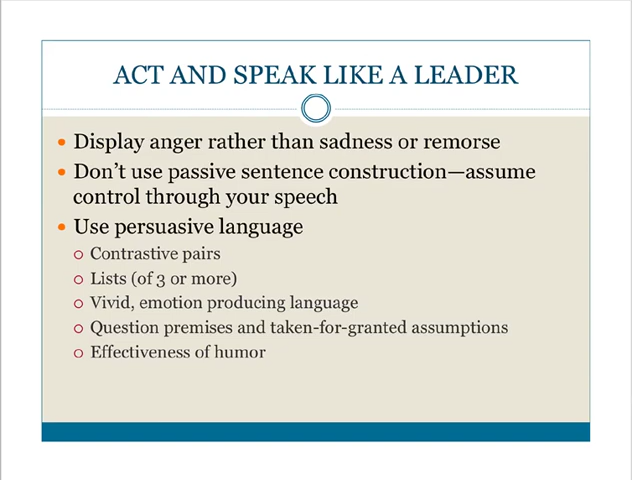 ACT AND SPEAK LIKE A LEADER
• Display anger rather than sadness or remorse
• Don't use passive sentence construction—assume
control through your speech
• Use persuasive language
○ Contrastive pairs
○ Lists (of 3 or more)
○ Vivid, emotion producing language
○ Question premises and taken-for-granted assumptions
○ Effectiveness of humor